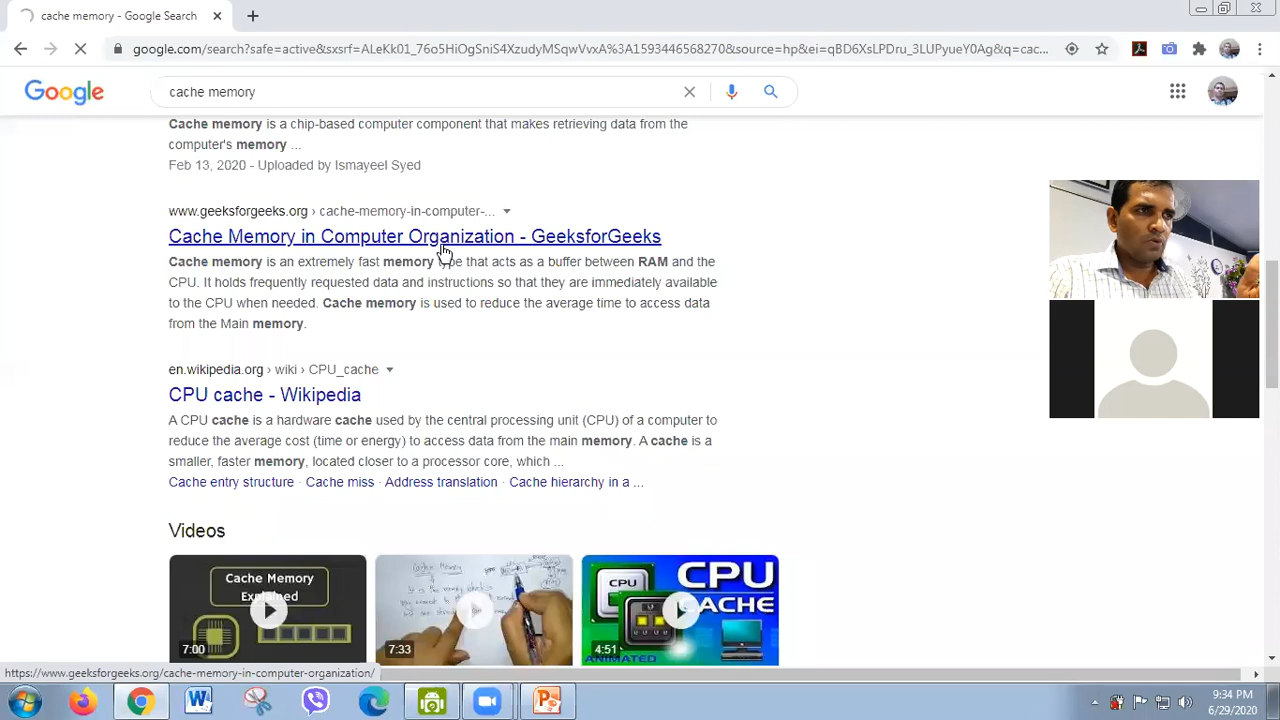 cache memory - Google Search
google.com/search?safe=active&sxsrf=ALeKk01_76o5HiOgSniS4XzudyMSqwVvxA%3A1593446568270&source=hp&ei=qBD6XsLPDru_3LUPyueY0Ag&q=cac...
Google
cache memory
Cache memory is a chip-based computer component that makes retrieving data from the
computer's memory ...
Feb 13, 2020 - Uploaded by Ismayeel Syed
www.geeksforgeeks.org › cache-memory-in-computer-...
Cache Memory in Computer Organization - GeeksforGeeks
Cache memory is an extremely fast memory type that acts as a buffer between RAM and the
CPU. It holds frequently requested data and instructions so that they are immediately available
to the CPU when needed. Cache memory is used to reduce the average time to access data
from the Main memory.
en.wikipedia.org › wiki › CPU_cache
CPU cache - Wikipedia
A CPU cache is a hardware cache used by the central processing unit (CPU) of a computer to
reduce the average cost (time or energy) to access data from the main memory. A cache is a
smaller, faster memory, located closer to a processor core, which ...
Cache entry structure · Cache miss · Address translation · Cache hierarchy in a ...
Videos
Cache Memory
Explained
7:00
7:33
CPU
CACHE
4:51
ANIMATED
https://www.geeksforgeeks.org/cache-memory-in-computer-organization/
9:34 PM
6/29/2020